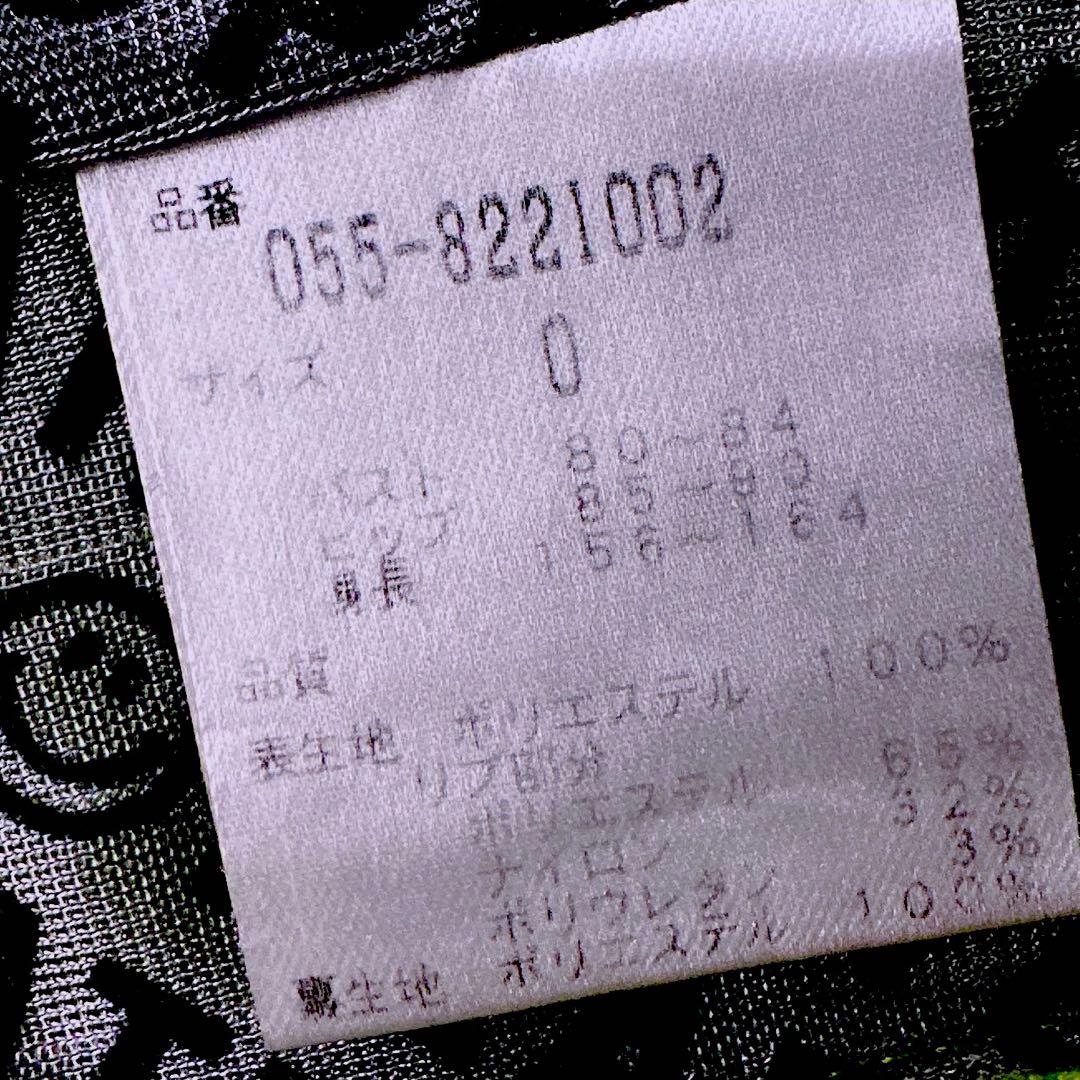 品番
055-8221002
サイズ 0
バスト 80~84
ヒップ 85~90
身長 156~164
品質
表生地 ポリエステル 100%
リブ部分
ポリエステル 65%
ナイロン 32%
ポリウレタン 3%
裏生地 ポリエステル 100%